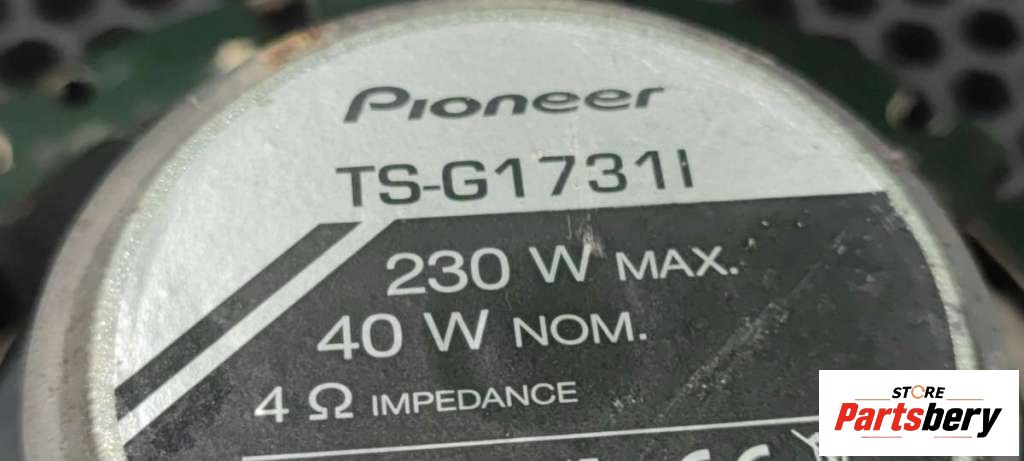 Pioneer
TS-G1731I
230 W MAX.
40 W NOM.
4 Ω IMPEDANCE
STORE
Partsbery